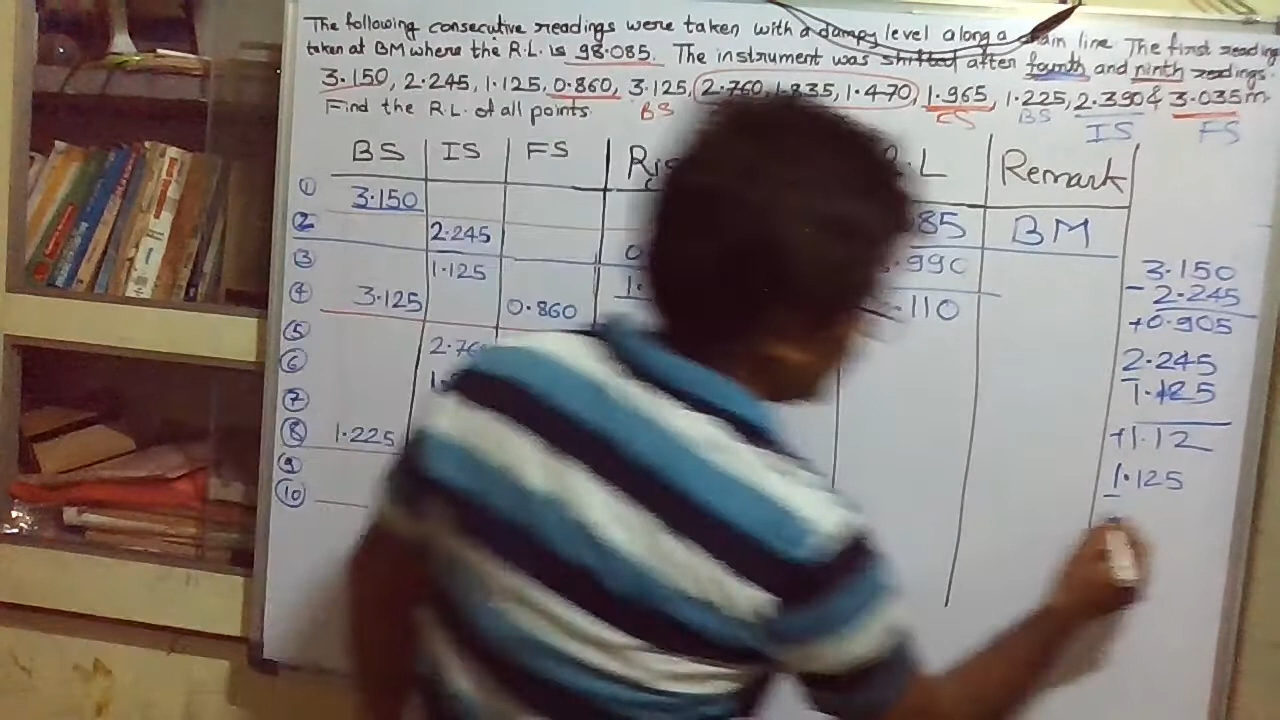 The following consecutive readings were taken with a dumpy level along a chain line The first reading
taken at BM where the R.L. is 98.085. The instrument was shifted after fourth and ninth readings.
3.150, 2.245, 1.125, 0.860, 3.125, 2.760, 1.835, 1.470, 1.965, 1.225, 2.390 & 3.035m.
Find the R.L. of all points. BS FS BS IS FS
BS IS FS Ris .L Remark
① 3.150 85 BM
② 2.245 0 .990
③ 1.125 1. .110
④ 3.125 0.860
⑤ 2.76
⑥
⑦
⑧ 1.225
⑨
⑩
3.150
- 2.245
+0.905
2.245
1.125
+1.12
1.125